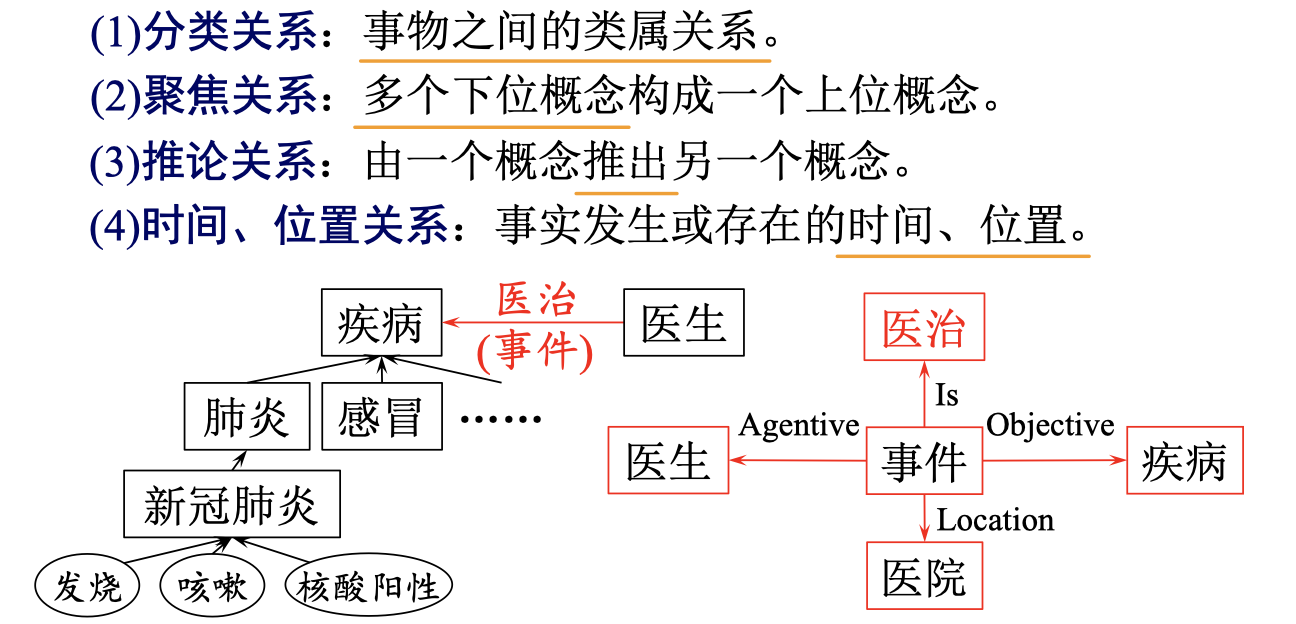 (1)分类关系：事物之间的类属关系。
(2)聚焦关系：多个下位概念构成一个上位概念。
(3)推论关系：由一个概念推出另一个概念。
(4)时间、位置关系：事实发生或存在的时间、位置。
疾病
医治
(事件)
医生
肺炎
感冒
……
新冠肺炎
发烧
咳嗽
核酸阳性
医治
Is
Agentive
Objective
医生
事件
疾病
Location
医院